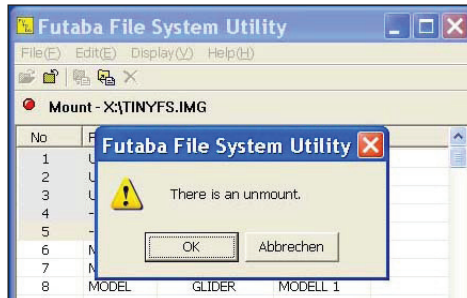 Futaba File System Utility
File(F) Edit(E) Display(V) Help(H)
Mount - X:\TINYFS.IMG
No
Futaba File System Utility
1
2
There is an unmount.
3
4
5
OK Abbrechen
6
7
8 MODEL GLIDER MODELL 1